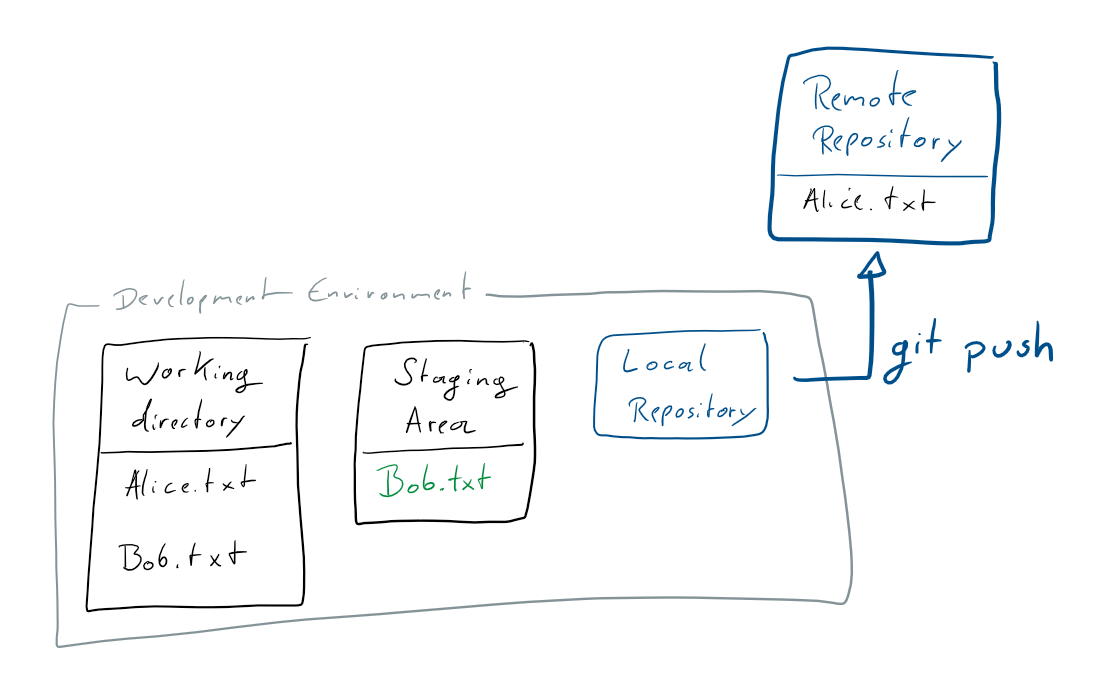 Remote
Repository
Alice.txt
Development Environment
git push
Working
directory
Alice.txt
Bob.txt
Staging
Area
Bob.txt
Local
Repository